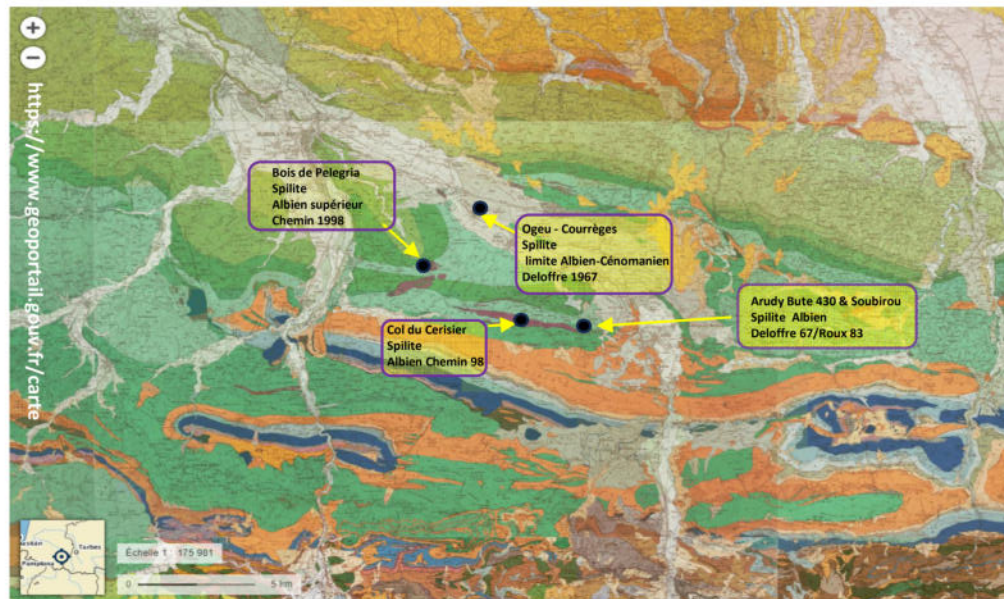 +
−
https://www.geoportail.gouv.fr/carte
Bois de Pelegria
Spilite
Albien supérieur
Chemin 1998
Ogeu - Courrèges
Spilite
limite Albien-Cénomanien
Deloffre 1967
Arudy Bute 430 & Soubirou
Spilite Albien
Deloffre 67/Roux 83
Col du Cerisier
Spilite
Albien Chemin 98
Tarbes
Pamplona
Échelle 1 : 175 981
0
5 km